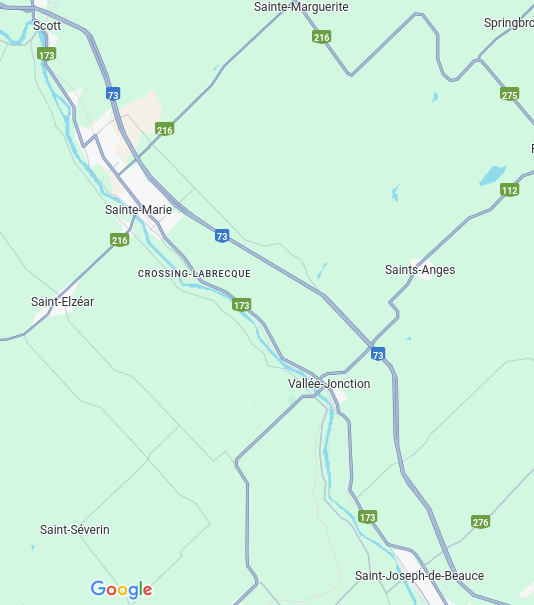 Sainte-Marguerite
Scott
Springbro
216
173
73
275
216
112
Sainte-Marie
73
216
CROSSING-LABRECQUE
Saints-Anges
Saint-Elzéar
173
73
Vallée-Jonction
173
276
Saint-Séverin
Saint-Joseph-de-Beauce
Google